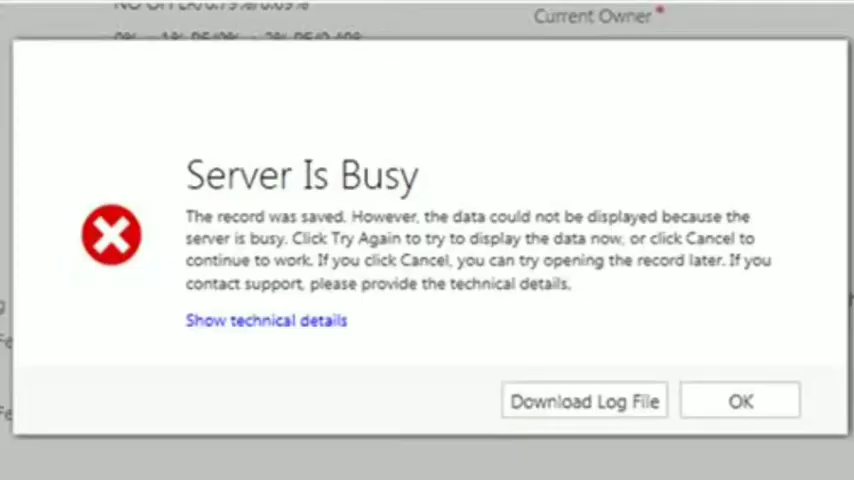 Current Owner *
Server Is Busy
The record was saved. However, the data could not be displayed because the
server is busy. Click Try Again to try to display the data now, or click Cancel to
continue to work. If you click Cancel, you can try opening the record later. If you
contact support, please provide the technical details.
Show technical details
Download Log File
OK